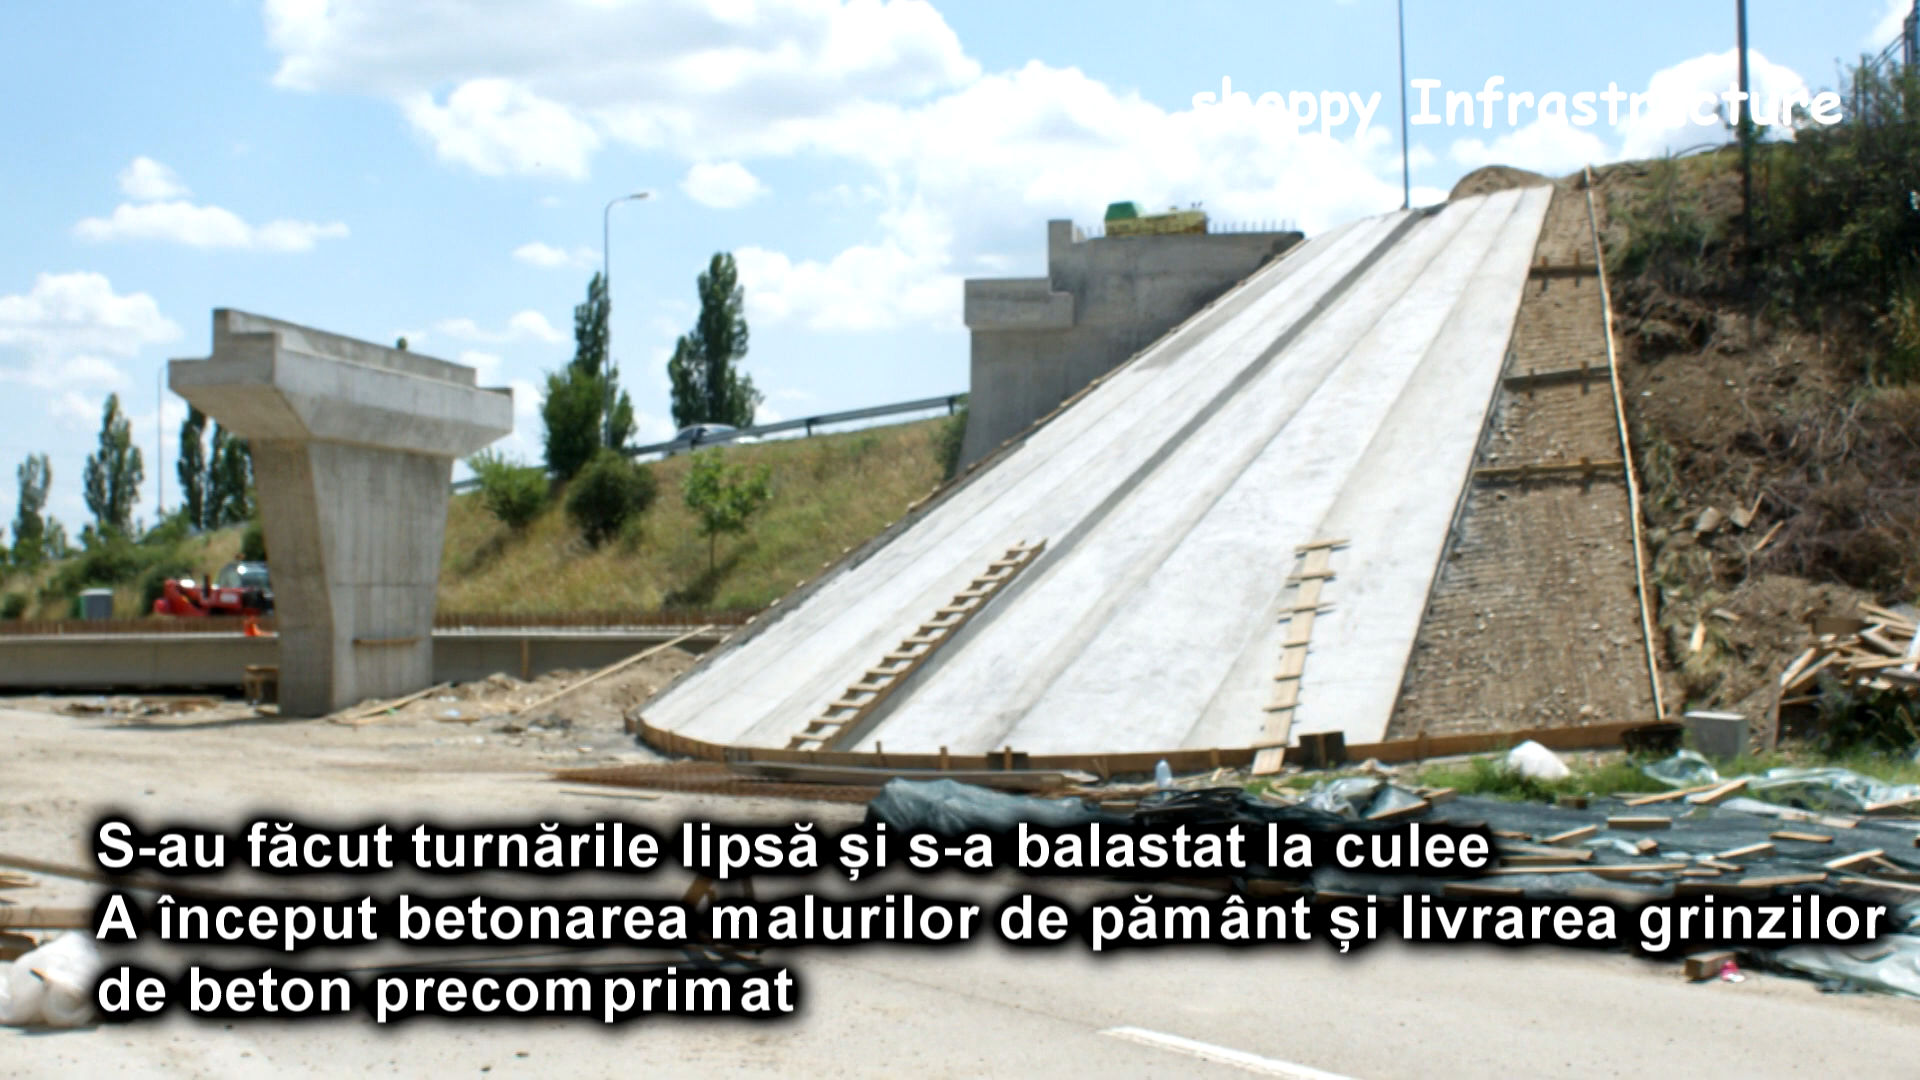 shoppy Infrastructure
S-au făcut turnările lipsă și s-a balastat la culee
A început betonarea malurilor de pământ și livrarea grinzilor
de beton precomprimat